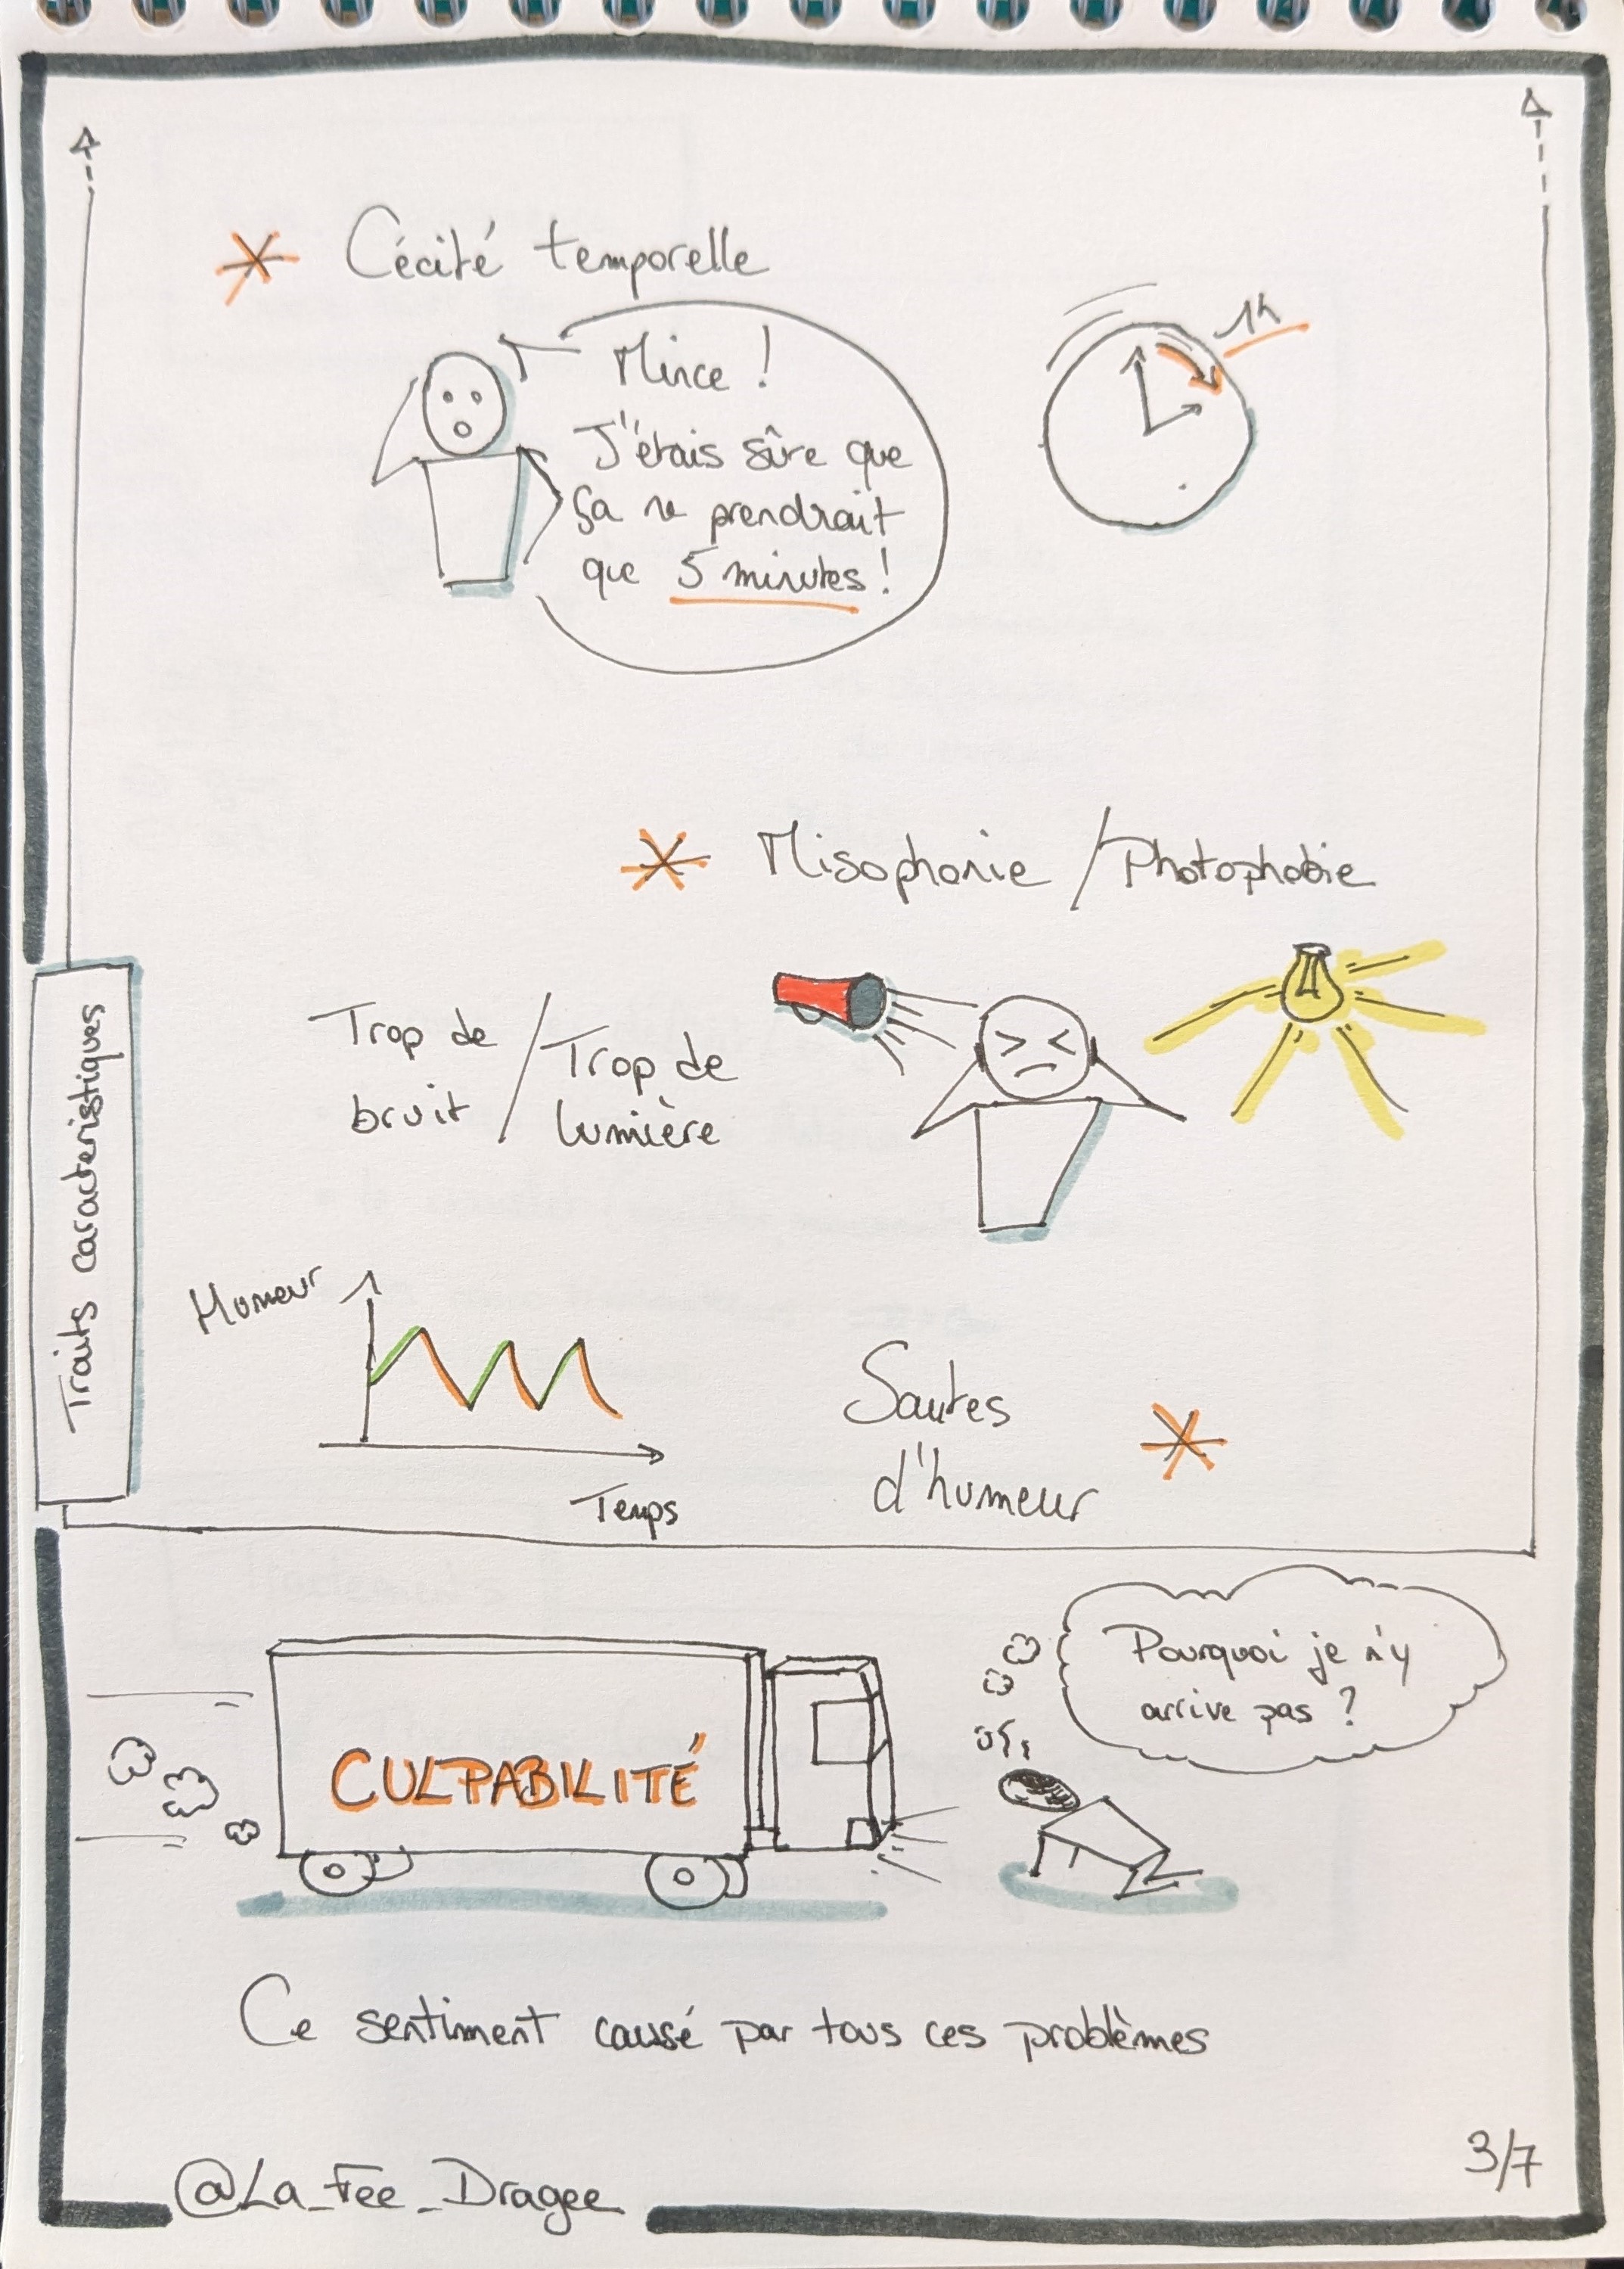 Cécité temporelle
Mince !
J'étais sûre que
ça ne prendrait
que 5 minutes !
1h
Misophonie / Photophobie
Trop de
bruit / Trop de
lumière
Traits caracteristiques
Humeur
Temps
Sautes
d'humeur
CULPABILITÉ
Pourquoi je n'y
arrive pas ?
Ce sentiment causé par tous ces problèmes
@La_Fee_Dragee
3/7